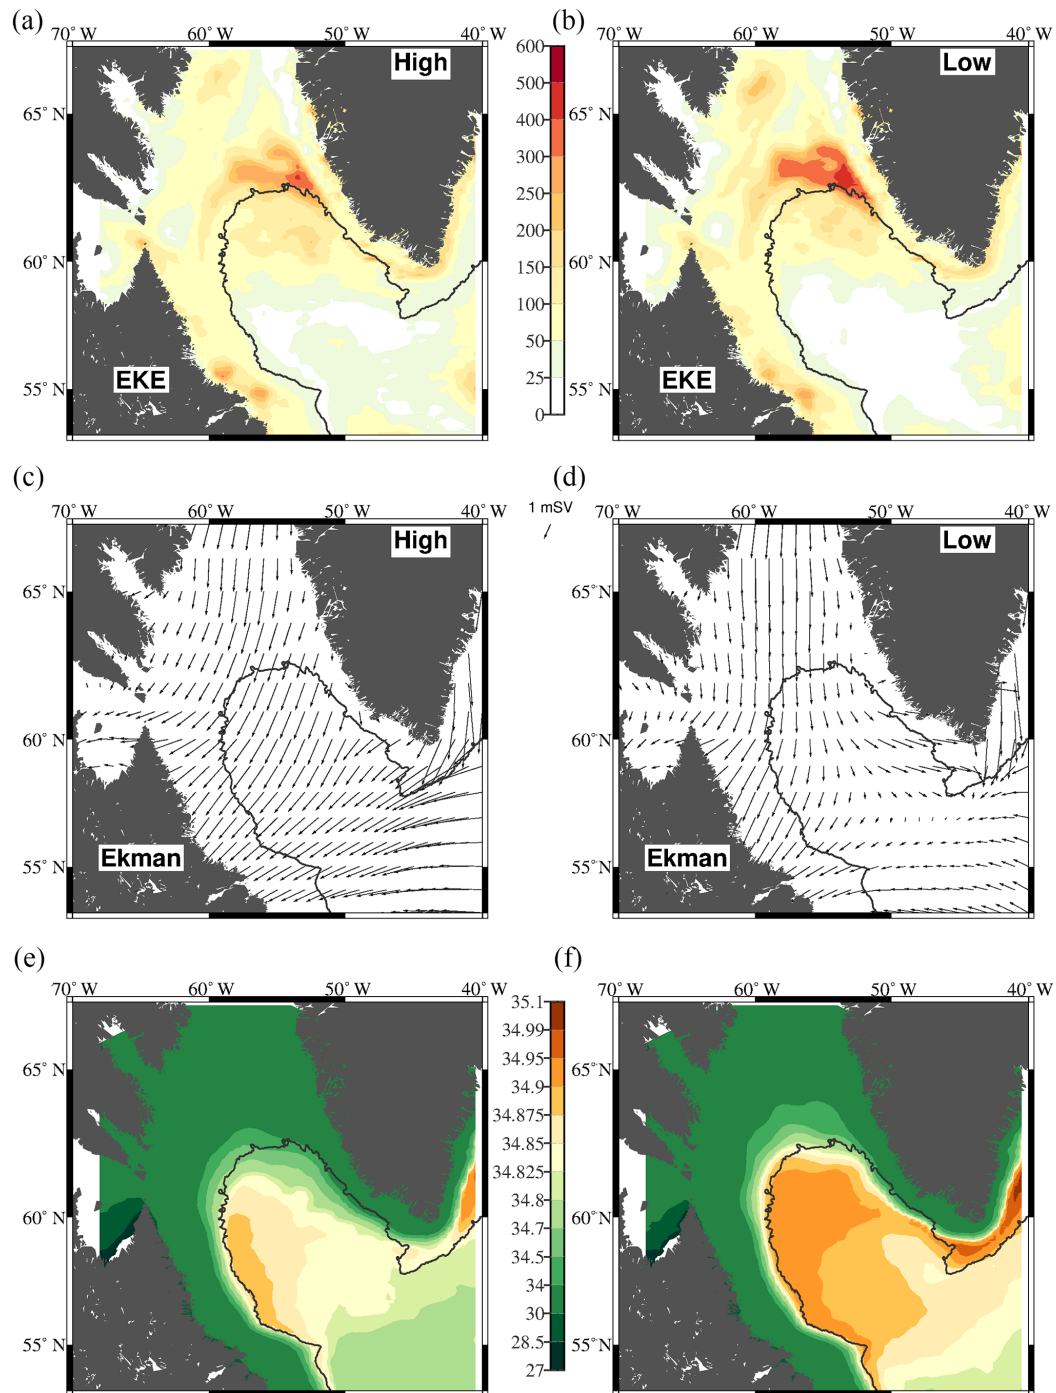 (a) (b)
70° W 60° W 50° W 40° W 70° W 60° W 50° W 40° W
High 600 Low
500
65° N 400 65° N
300
250
200
60° N 150 60° N
100
50
EKE 25 EKE
55° N 0 55° N
(c) (d)
70° W 60° W 50° W 40° W 1 mSV 70° W 60° W 50° W 40° W
High Low
65° N 65° N
60° N 60° N
Ekman Ekman
55° N 55° N
(e) (f)
70° W 60° W 50° W 40° W 70° W 60° W 50° W 40° W
35.1
34.99
65° N 34.95 65° N
34.9
34.875
34.85
34.825
60° N 34.8 60° N
34.7
34.5
34
30
55° N 28.5 55° N
27